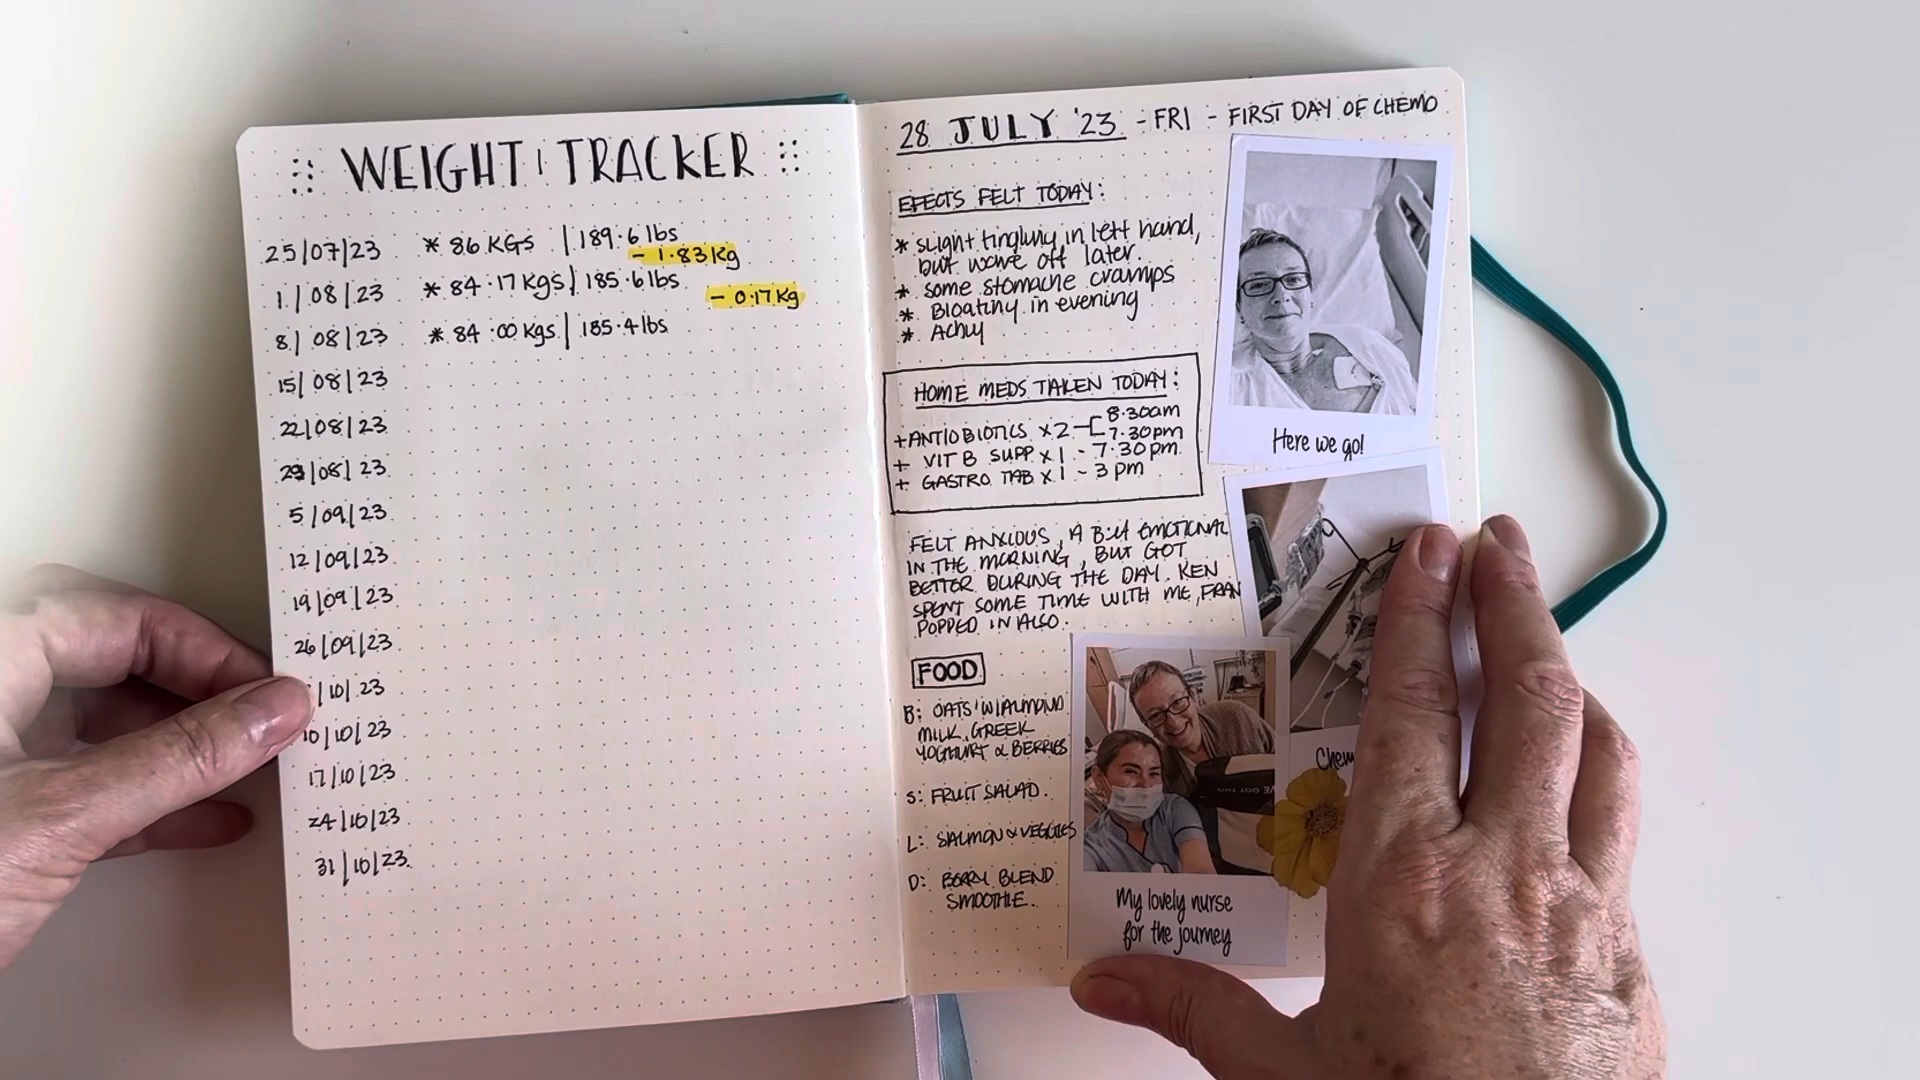 WEIGHT TRACKER
25/07/23 * 86 KGS | 189.6 lbs
- 1.83 Kg
1/08/23 * 84.17 Kgs | 185.6 lbs
- 0.17 Kg
8/08/23 * 84.00 Kgs | 185.4 lbs
15/08/23
22/08/23
29/08/23
5/09/23
12/09/23
19/09/23
26/09/23
/10/23
10/10/23
17/10/23
24/10/23
31/10/23.
28 JULY '23 - FRI - FIRST DAY OF CHEMO
EFECTS FELT TODAY:
* slight tingling in left hand,
but wore off later.
* some stomache cramps
* Bloating in evening
* Achy
HOME MEDS TAKEN TODAY:
+ ANTIOBIOTICS x2 8.30am
7.30pm
+ VIT B SUPP x 1 - 7.30pm
+ GASTRO TAB x 1 - 3 pm
FELT ANXIOUS, A BIT EMOTIONAL
IN THE MORNING, BUT GOT
BETTER DURING THE DAY. KEN
SPENT SOME TIME WITH ME, FRAN
POPPED IN ALSO.
FOOD
B: OATS W/ALMOND
MILK, GREEK
YOGHURT & BERRIES
S: FRUIT SALAD.
L: SALMON & VEGGIES
D: BERRY BLEND
SMOOTHIE.
Here we go!
Chem
My lovely nurse
for the journey